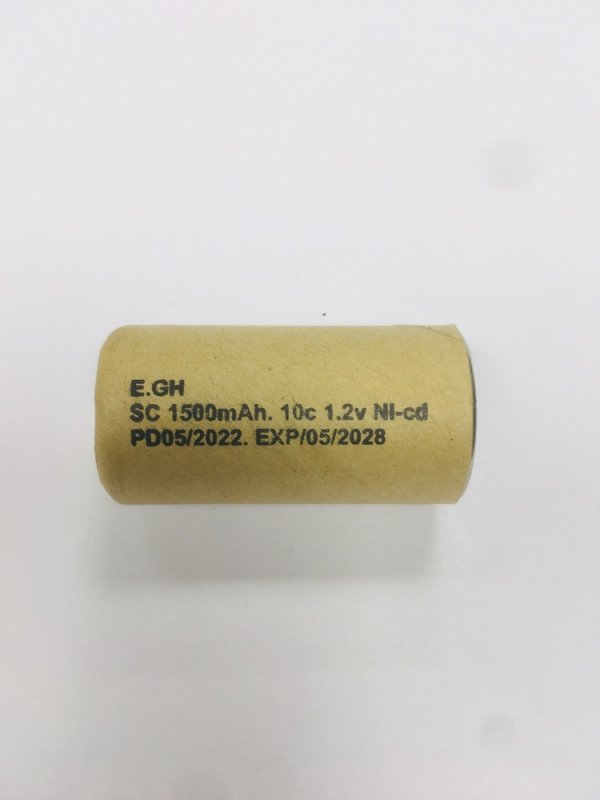 E.GH
SC 1500mAh. 10c 1.2v NI-cd
PD05/2022. EXP/05/2028